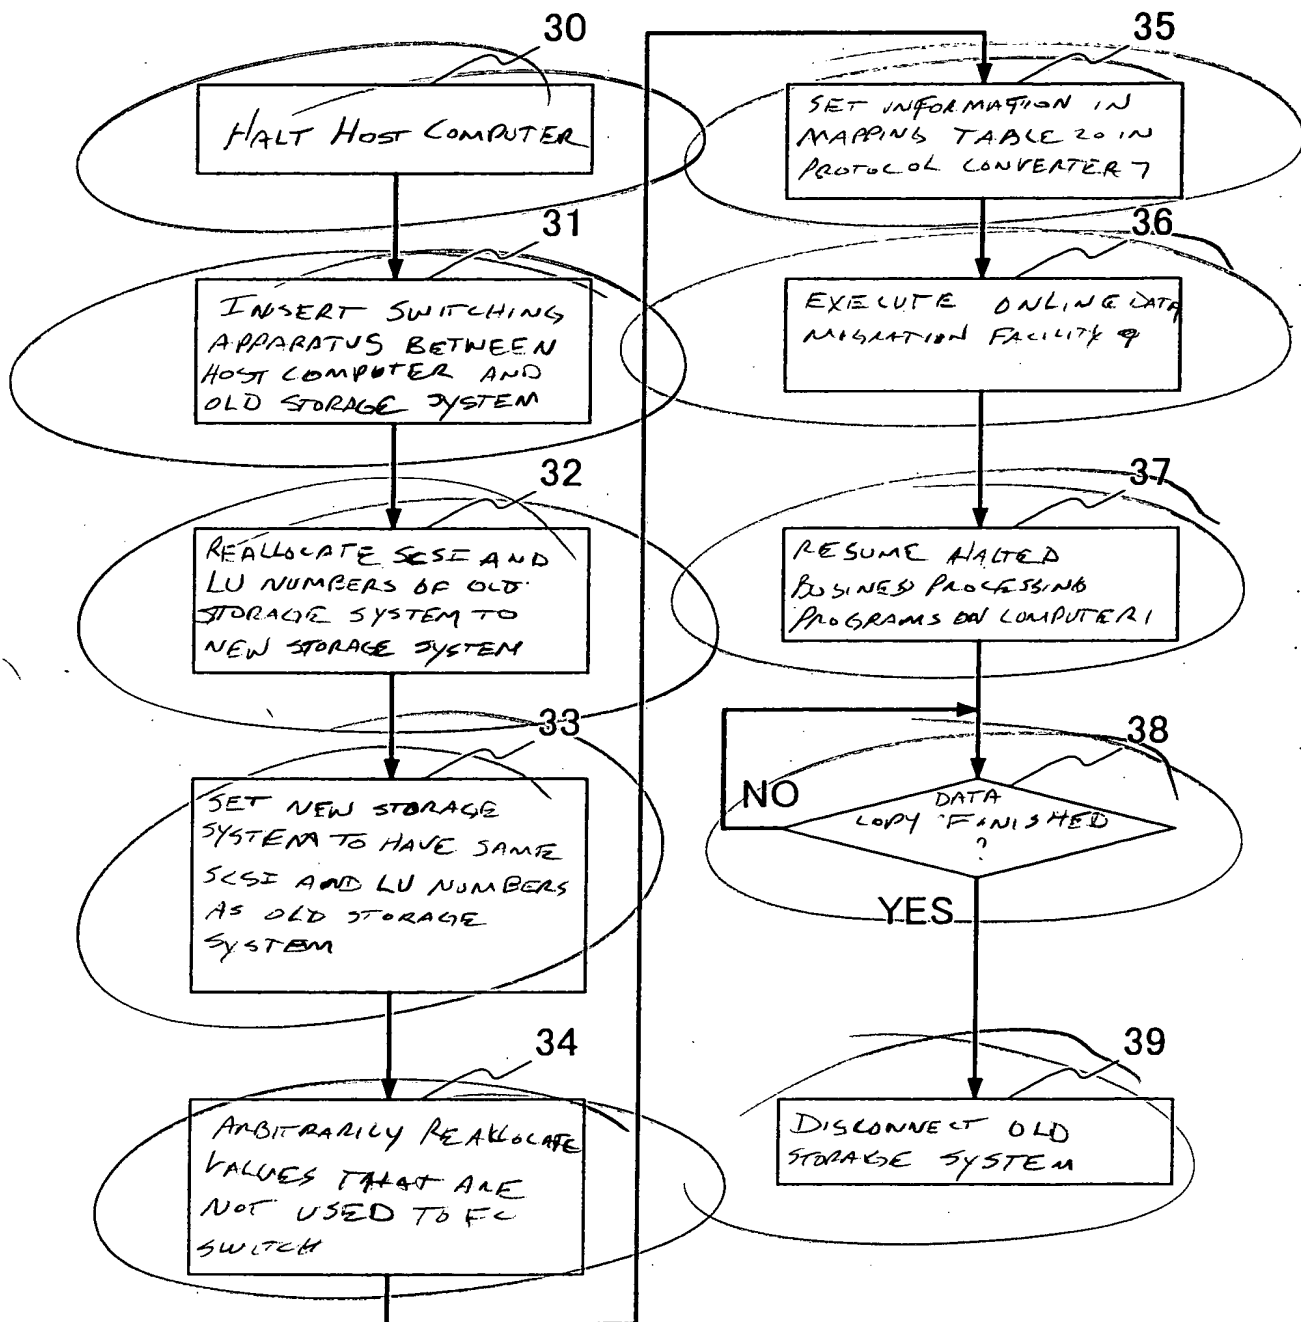 30
HALT HOST COMPUTER
31
INSERT SWITCHING
APPARATUS BETWEEN
HOST COMPUTER AND
OLD STORAGE SYSTEM
32
REALLOCATE SCSI AND
LU NUMBERS OF OLD
STORAGE SYSTEM TO
NEW STORAGE SYSTEM
33
SET NEW STORAGE
SYSTEM TO HAVE SAME
SCSI AND LU NUMBERS
AS OLD STORAGE
SYSTEM
34
ARBITRARILY REALLOCATE
VALUES THAT ARE
NOT USED TO FC
SWITCH
35
SET INFORMATION IN
MAPPING TABLE 20 IN
PROTOCOL CONVERTER 7
36
EXECUTE ONLINE DATA
MIGRATION FACILITY 9
37
RESUME HALTED
BUSINESS PROCESSING
PROGRAMS ON COMPUTER 1
38
NO
DATA
COPY FINISHED
?
YES
39
DISCONNECT OLD
STORAGE SYSTEM